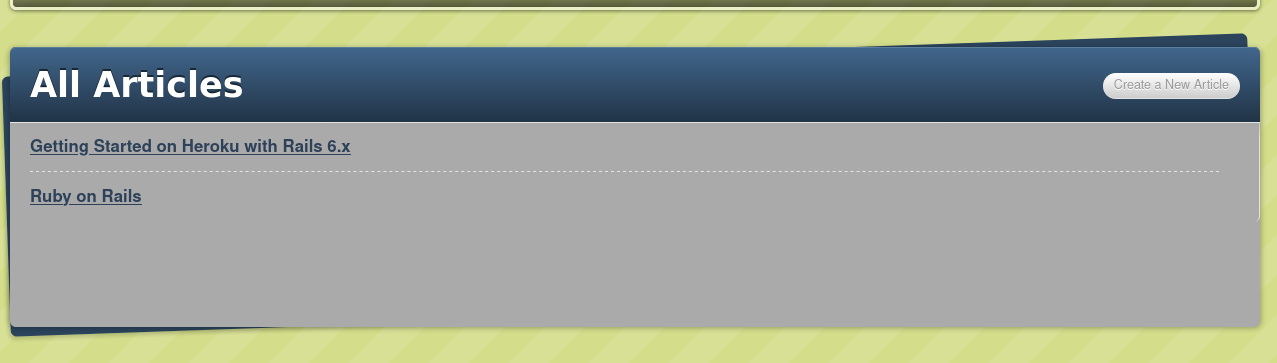 All Articles
Create a New Article
Getting Started on Heroku with Rails 6.x
Ruby on Rails